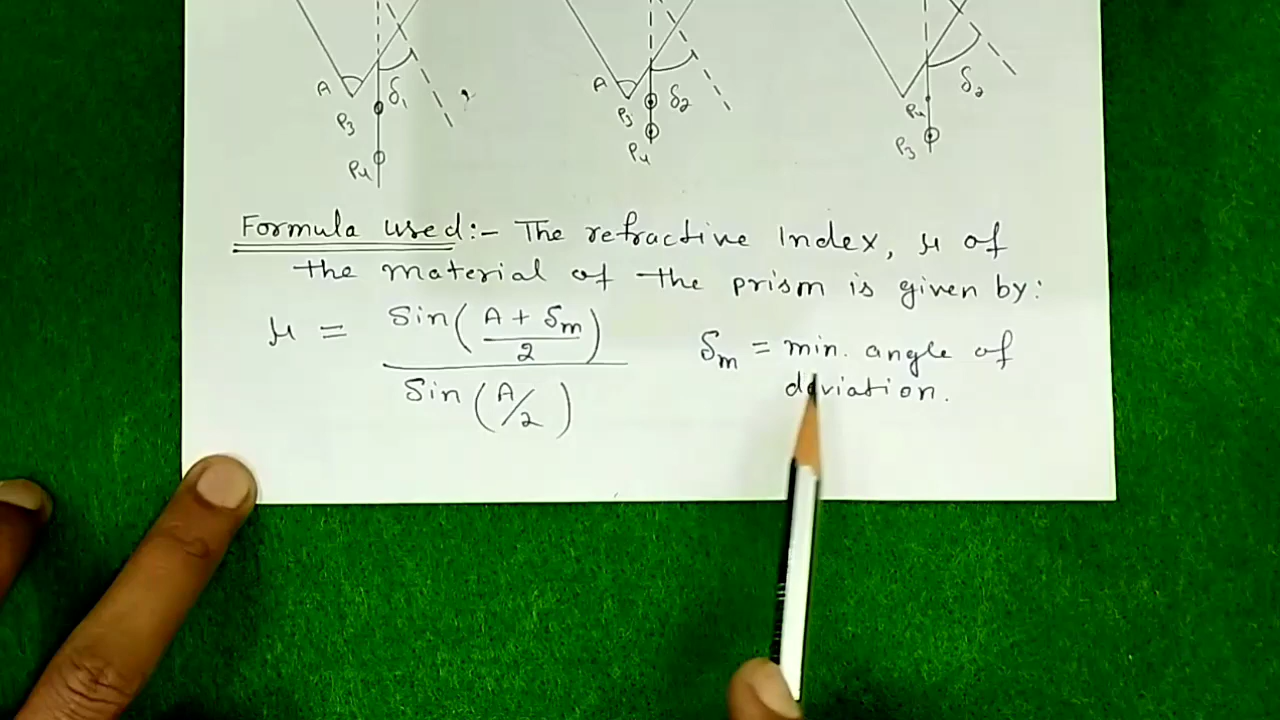 A δ₁ A δ₂ δ₂
P₃ P₃ P₄
P₄ P₄ P₃
Formula used:- The refractive Index, μ of
the material of the prism is given by:
μ = Sin(A + δm/2) / Sin(A/2)
δm = min. angle of
deviation.